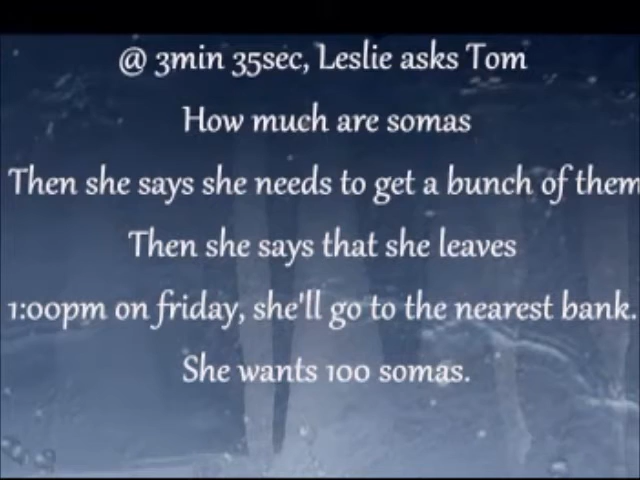 @ 3min 35sec, Leslie asks Tom
How much are somas
Then she says she needs to get a bunch of them
Then she says that she leaves
1:00pm on friday, she'll go to the nearest bank.
She wants 100 somas.